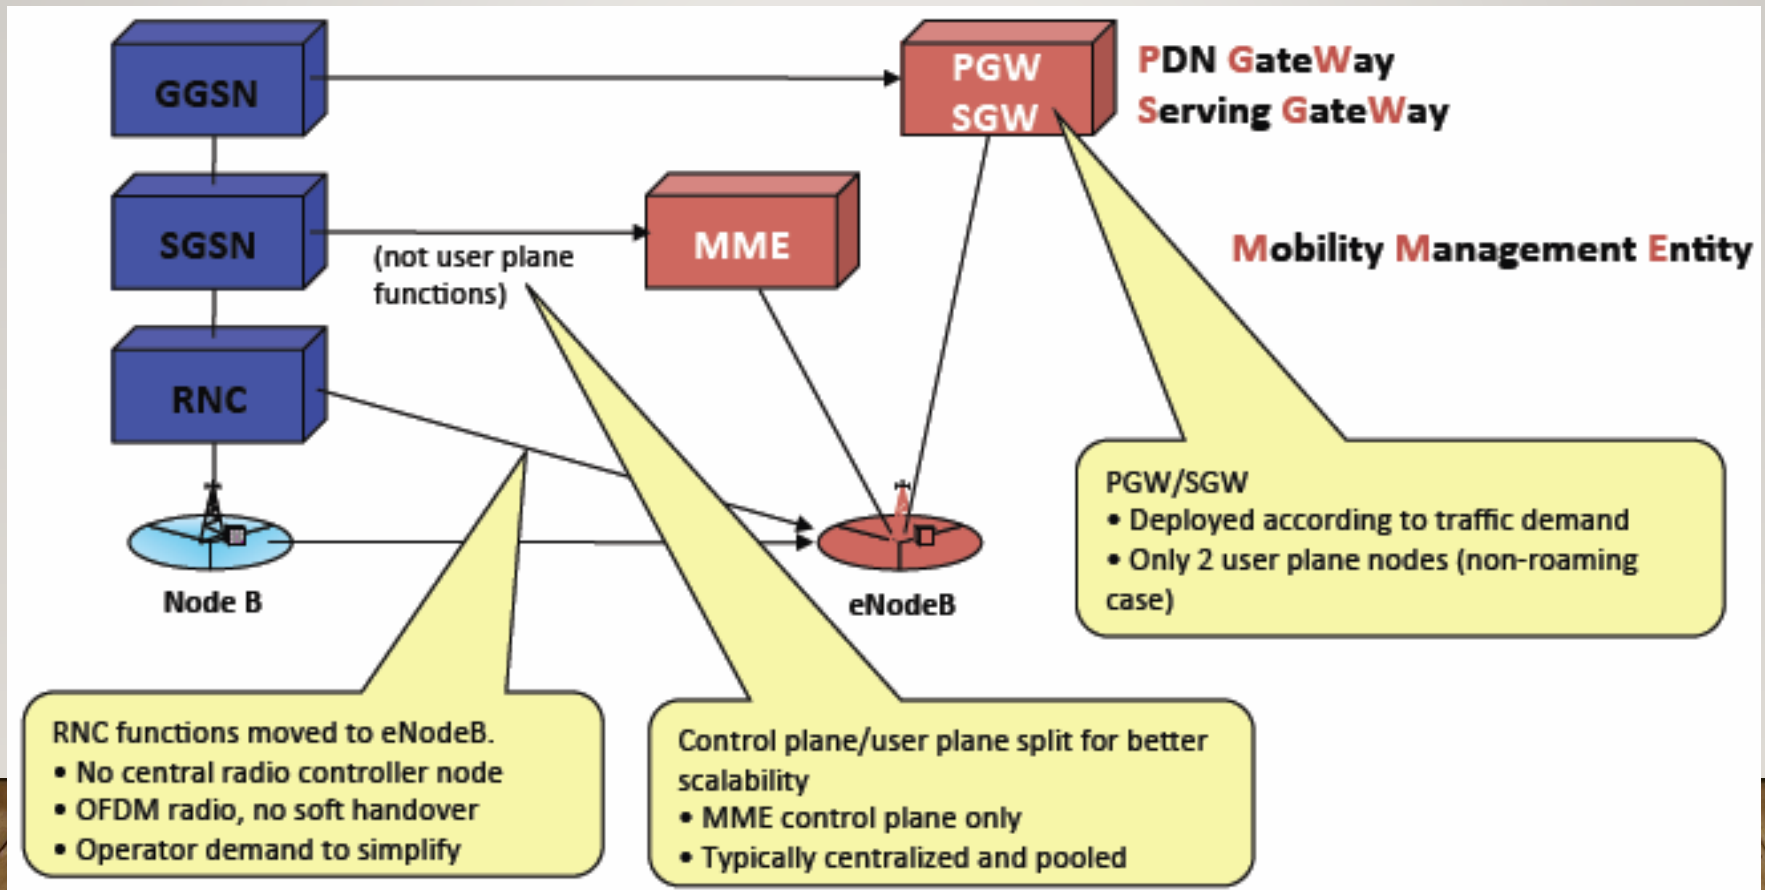 GGSN
PGW
SGW
PDN GateWay
Serving GateWay
SGSN
(not user plane
functions)
MME
Mobility Management Entity
RNC
Node B
eNodeB
PGW/SGW
• Deployed according to traffic demand
• Only 2 user plane nodes (non-roaming
case)
RNC functions moved to eNodeB.
• No central radio controller node
• OFDM radio, no soft handover
• Operator demand to simplify
Control plane/user plane split for better
scalability
• MME control plane only
• Typically centralized and pooled